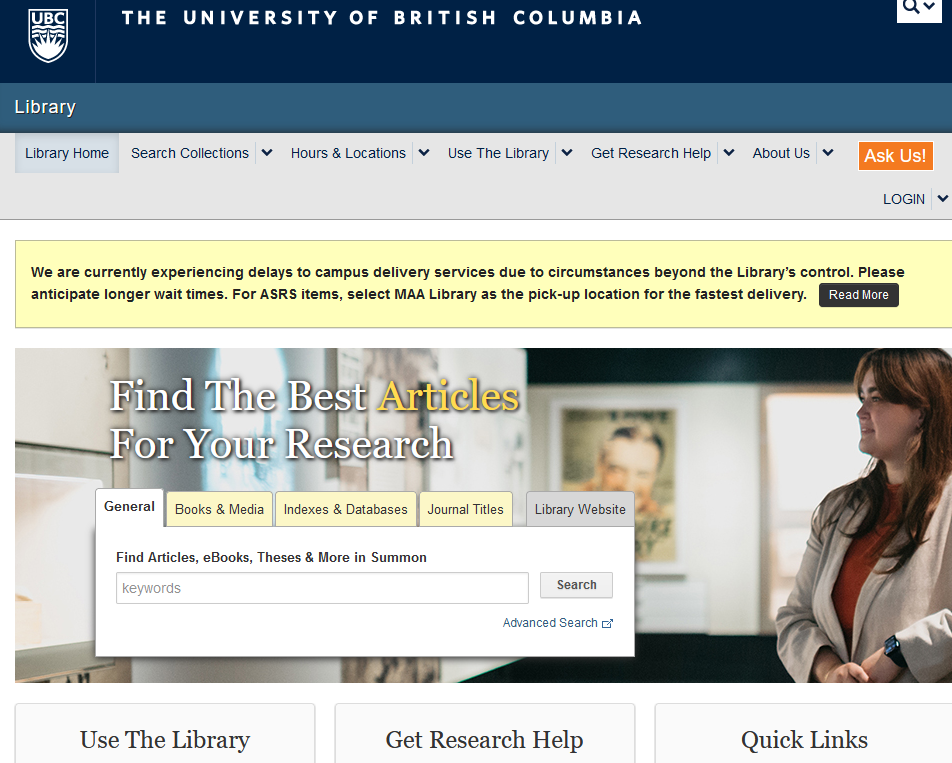 UBC
THE UNIVERSITY OF BRITISH COLUMBIA
Library
Library Home
Search Collections
Hours & Locations
Use The Library
Get Research Help
About Us
Ask Us!
LOGIN
We are currently experiencing delays to campus delivery services due to circumstances beyond the Library’s control. Please
anticipate longer wait times. For ASRS items, select MAA Library as the pick-up location for the fastest delivery.
Read More
Find The Best Articles
For Your Research
General
Books & Media
Indexes & Databases
Journal Titles
Library Website
Find Articles, eBooks, Theses & More in Summon
keywords
Search
Advanced Search
Use The Library
Get Research Help
Quick Links